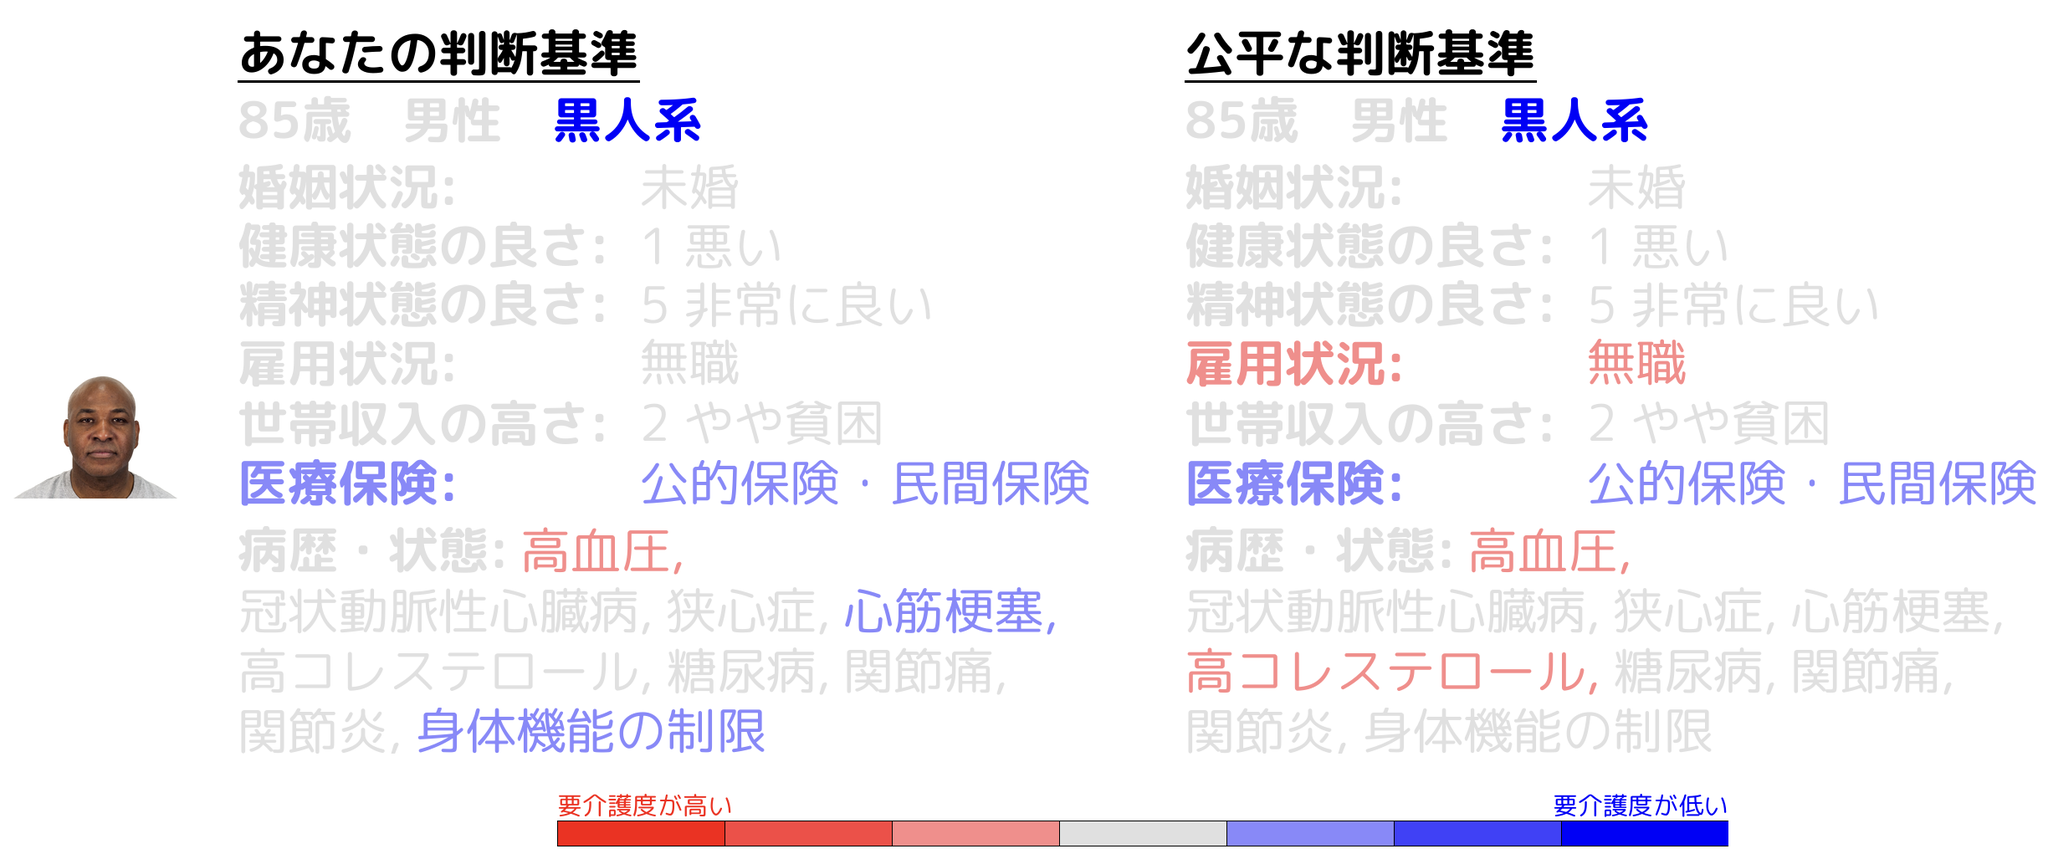 あなたの判断基準
85歳 男性 黒人系
婚姻状況: 未婚
健康状態の良さ: 1 悪い
精神状態の良さ: 5 非常に良い
雇用状況: 無職
世帯収入の高さ: 2 やや貧困
医療保険: 公的保険・民間保険
病歴・状態: 高血圧,
冠状動脈性心臓病, 狭心症, 心筋梗塞,
高コレステロール, 糖尿病, 関節痛,
関節炎, 身体機能の制限
公平な判断基準
85歳 男性 黒人系
婚姻状況: 未婚
健康状態の良さ: 1 悪い
精神状態の良さ: 5 非常に良い
雇用状況: 無職
世帯収入の高さ: 2 やや貧困
医療保険: 公的保険・民間保険
病歴・状態: 高血圧,
冠状動脈性心臓病, 狭心症, 心筋梗塞,
高コレステロール, 糖尿病, 関節痛,
関節炎, 身体機能の制限
要介護度が高い
要介護度が低い